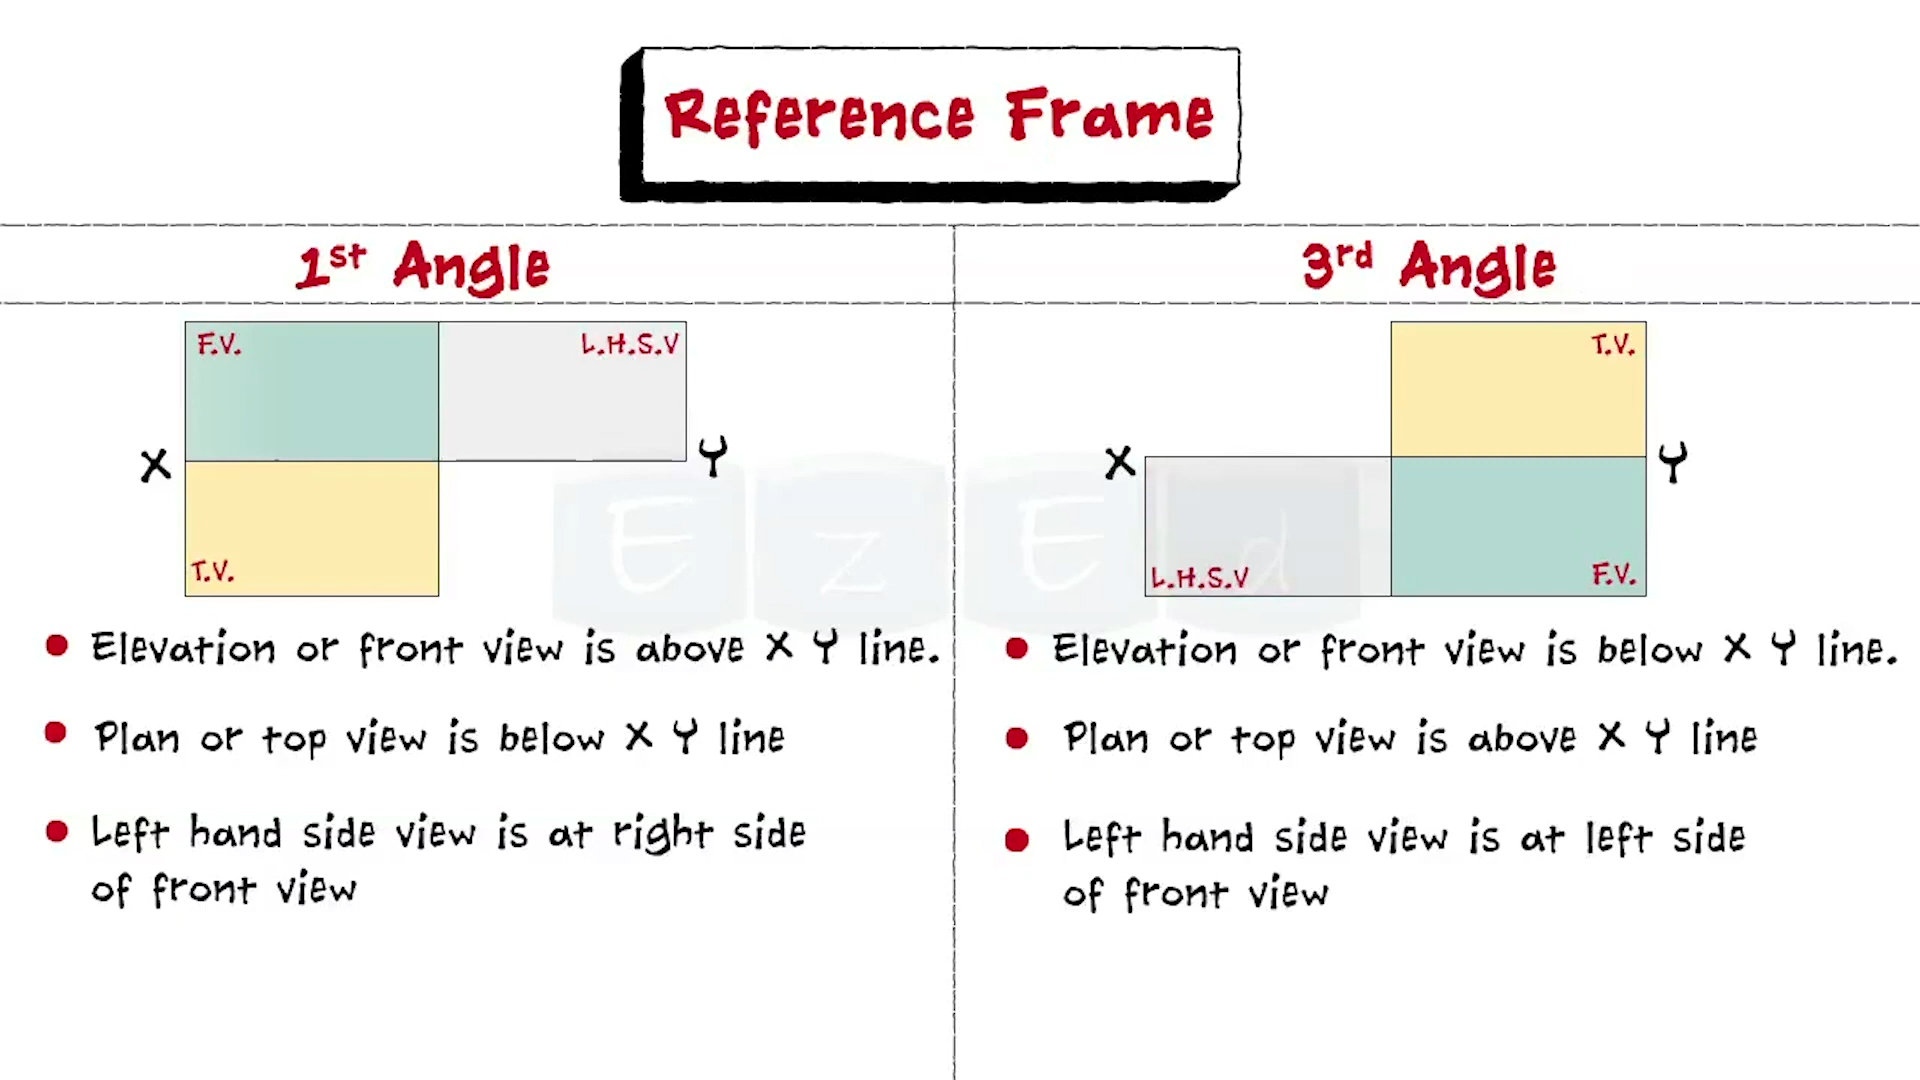 Reference Frame
1st Angle
F.V.
L.H.S.V
X
Y
T.V.
Elevation or front view is above X Y line.
Plan or top view is below X Y line
Left hand side view is at right side
of front view
3rd Angle
T.V.
X
Y
L.H.S.V
F.V.
Elevation or front view is below X Y line.
Plan or top view is above X Y line
Left hand side view is at left side
of front view
EzEd